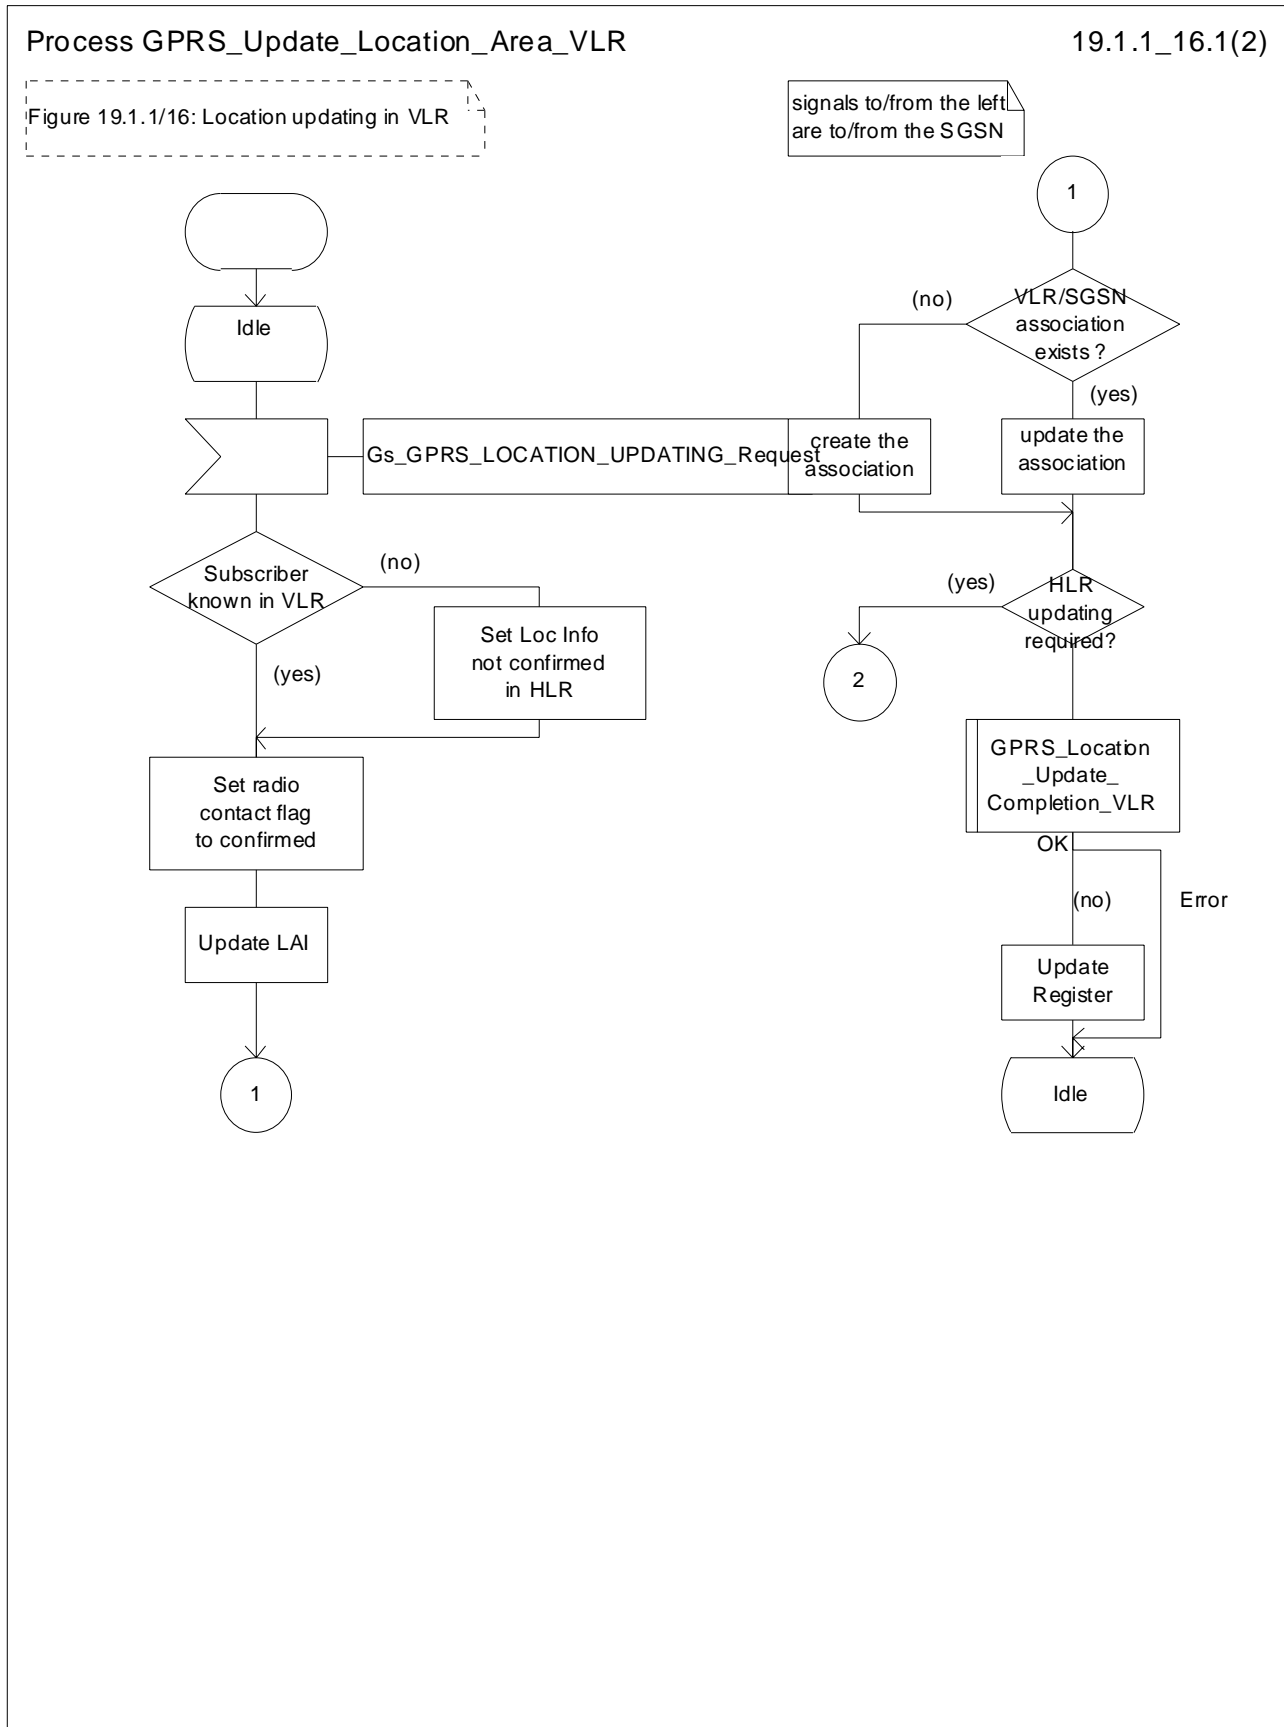 Process GPRS_Update_Location_Area_VLR
19.1.1_16.1(2)
Figure 19.1.1/16: Location updating in VLR
signals to/from the left
are to/from the SGSN
Idle
Gs_GPRS_LOCATION_UPDATING_Request
Subscriber
known in VLR
(no)
(yes)
Set Loc Info
not confirmed
in HLR
Set radio
contact flag
to confirmed
Update LAI
1
1
VLR/SGSN
association
exists ?
(no)
(yes)
create the
association
update the
association
HLR
updating
required?
(yes)
2
GPRS_Location
_Update_
Completion_VLR
OK
(no)
Error
Update
Register
Idle